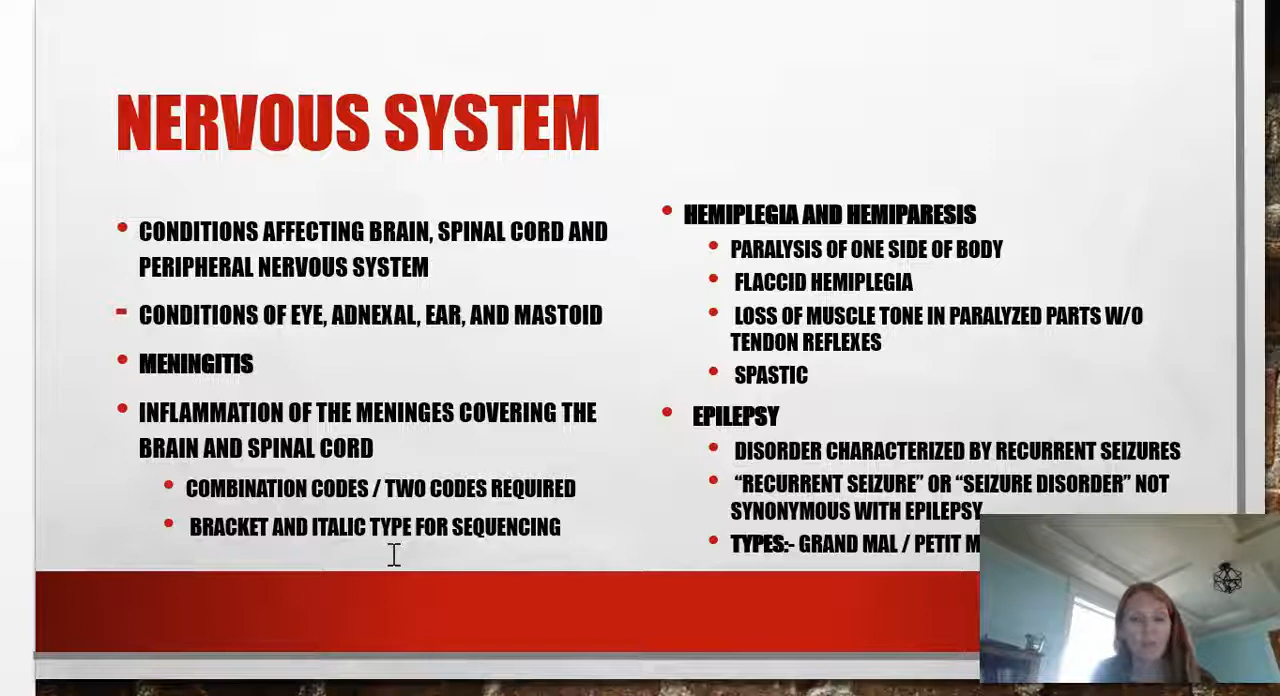 NERVOUS SYSTEM
CONDITIONS AFFECTING BRAIN, SPINAL CORD AND
PERIPHERAL NERVOUS SYSTEM
CONDITIONS OF EYE, ADNEXAL, EAR, AND MASTOID
MENINGITIS
INFLAMMATION OF THE MENINGES COVERING THE
BRAIN AND SPINAL CORD
COMBINATION CODES / TWO CODES REQUIRED
BRACKET AND ITALIC TYPE FOR SEQUENCING
HEMIPLEGIA AND HEMIPARESIS
PARALYSIS OF ONE SIDE OF BODY
FLACCID HEMIPLEGIA
LOSS OF MUSCLE TONE IN PARALYZED PARTS W/O
TENDON REFLEXES
SPASTIC
EPILEPSY
DISORDER CHARACTERIZED BY RECURRENT SEIZURES
“RECURRENT SEIZURE” OR “SEIZURE DISORDER” NOT
SYNONYMOUS WITH EPILEPSY
TYPES:- GRAND MAL / PETIT